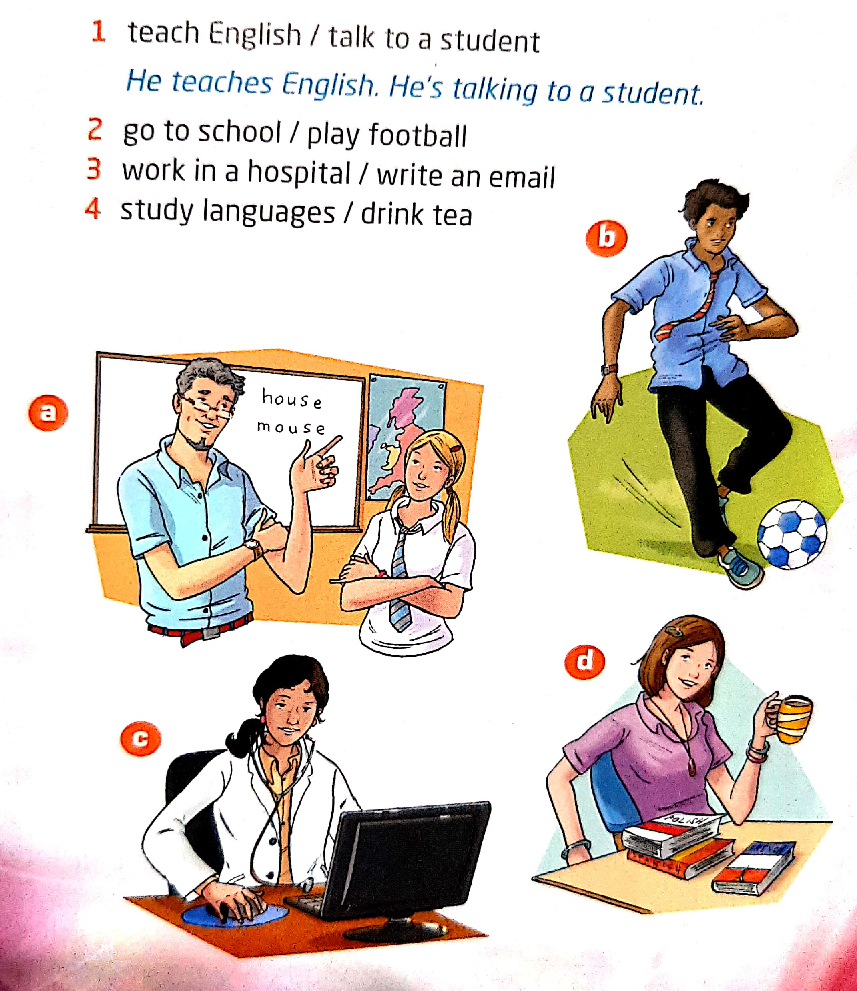 1 teach English / talk to a student
He teaches English. He's talking to a student.
2 go to school / play football
3 work in a hospital / write an email
4 study languages / drink tea
b
a
house
mouse
d
c
POLISH